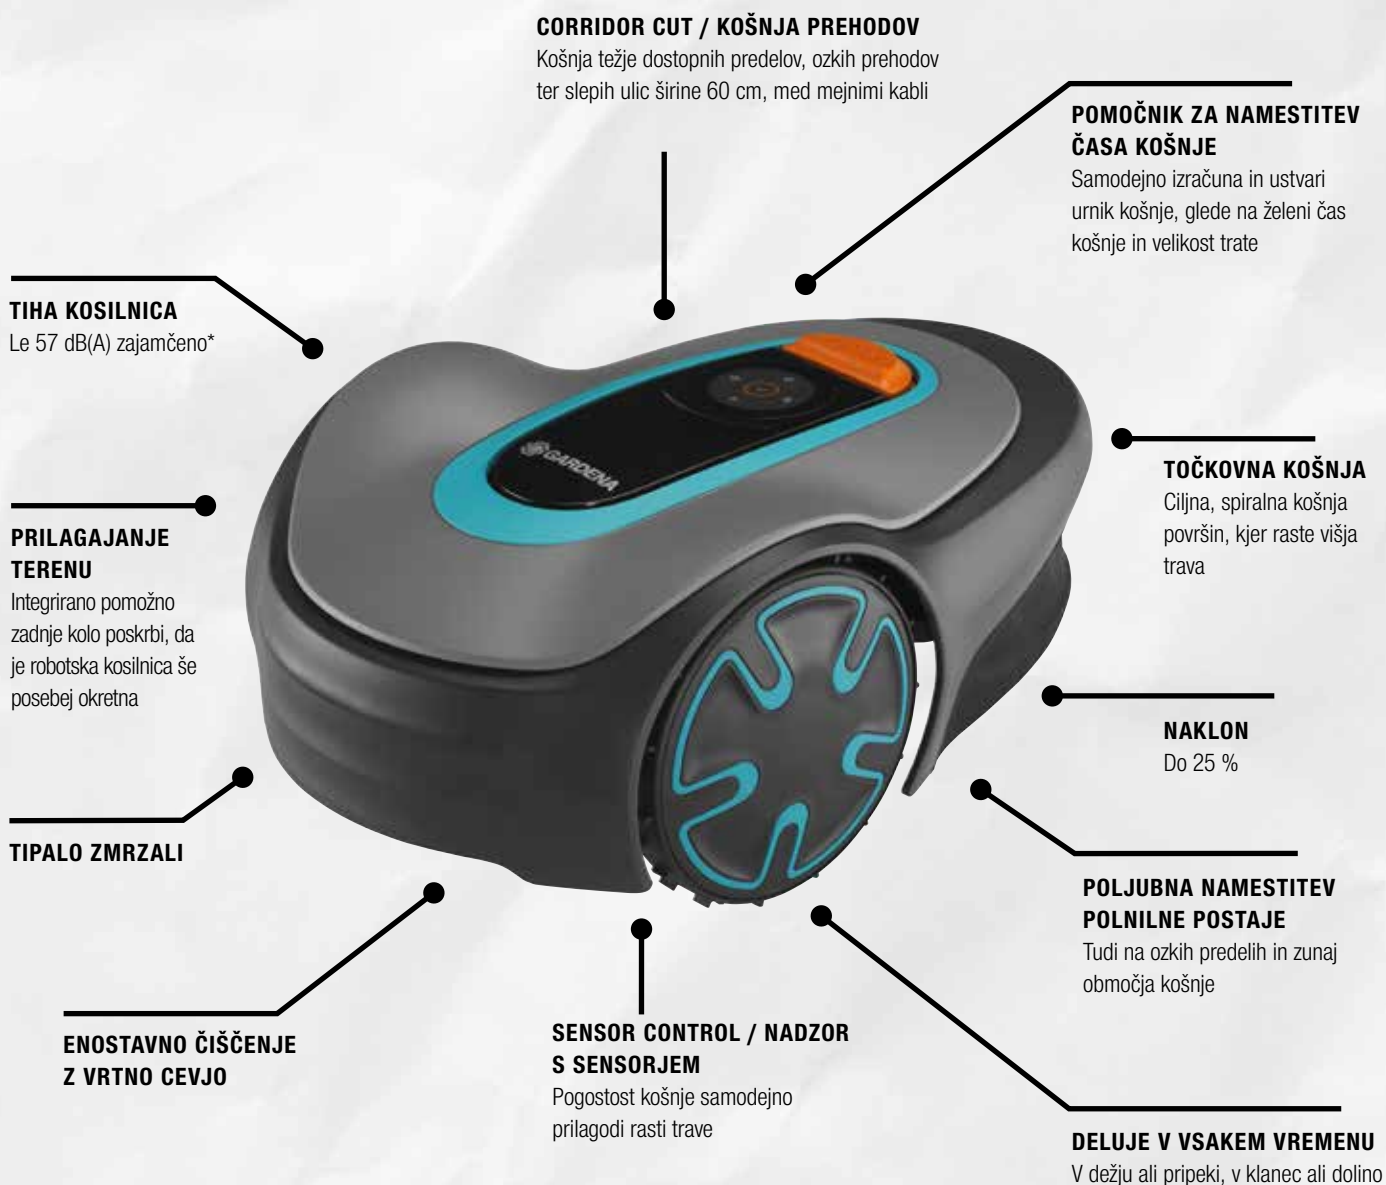 CORRIDOR CUT / KOŠNJA PREHODOV
Košnja težje dostopnih predelov, ozkih prehodov
ter slepih ulic širine 60 cm, med mejnimi kabli
POMOČNIK ZA NAMESTITEV
ČASA KOŠNJE
Samodejno izračuna in ustvari
urnik košnje, glede na želeni čas
košnje in velikost trate
TIHA KOSILNICA
Le 57 dB(A) zajamčeno*
GARDENA
TOČKOVNA KOŠNJA
Ciljna, spiralna košnja
površin, kjer raste višja
trava
PRILAGAJANJE
TERENU
Integrirano pomožno
zadnje kolo poskrbi, da
je robotska kosilnica še
posebej okretna
NAKLON
Do 25 %
TIPALO ZMRZALI
POLJUBNA NAMESTITEV
POLNILNE POSTAJE
Tudi na ozkih predelih in zunaj
območja košnje
ENOSTAVNO ČIŠČENJE
Z VRTNO CEVJO
SENSOR CONTROL / NADZOR
S SENSORJEM
Pogostost košnje samodejno
prilagodi rasti trave
DELUJE V VSAKEM VREMENU
V dežju ali pripeki, v klanec ali dolino